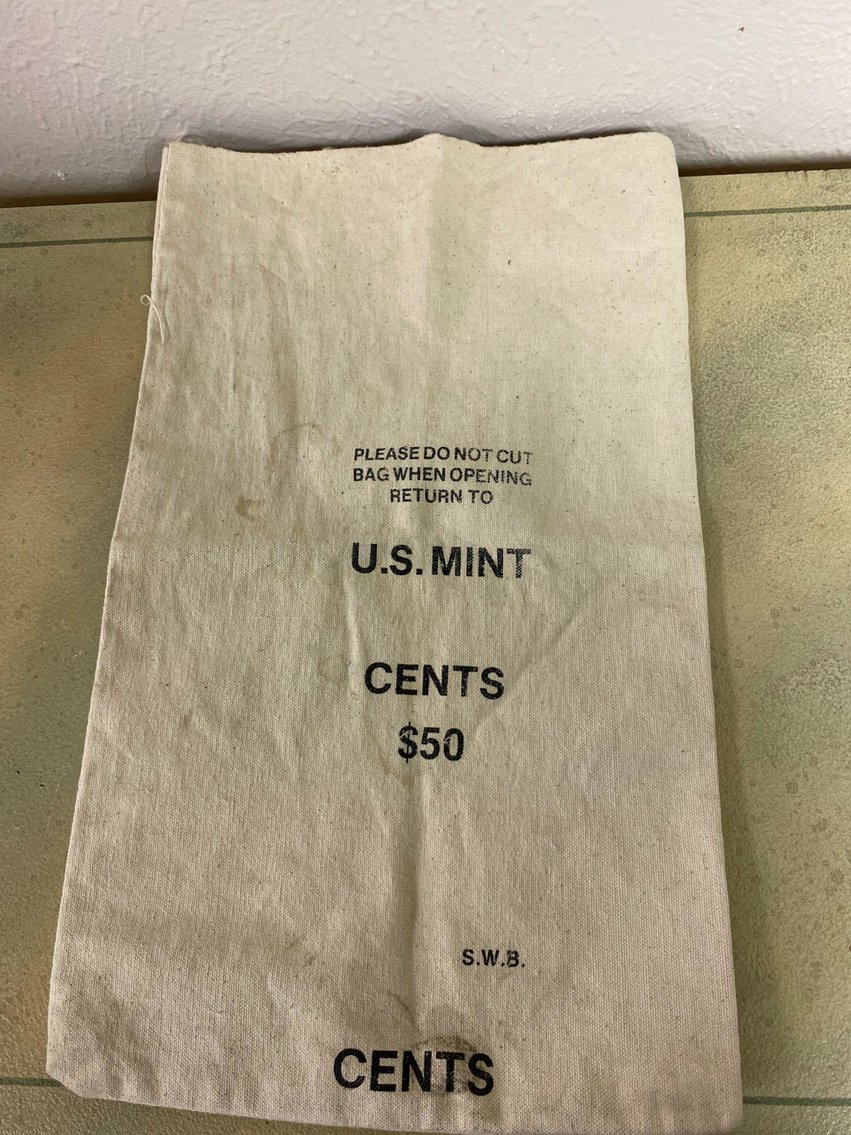 PLEASE DO NOT CUT
BAG WHEN OPENING
RETURN TO
U.S. MINT
CENTS
$50
S.W.B.
CENTS